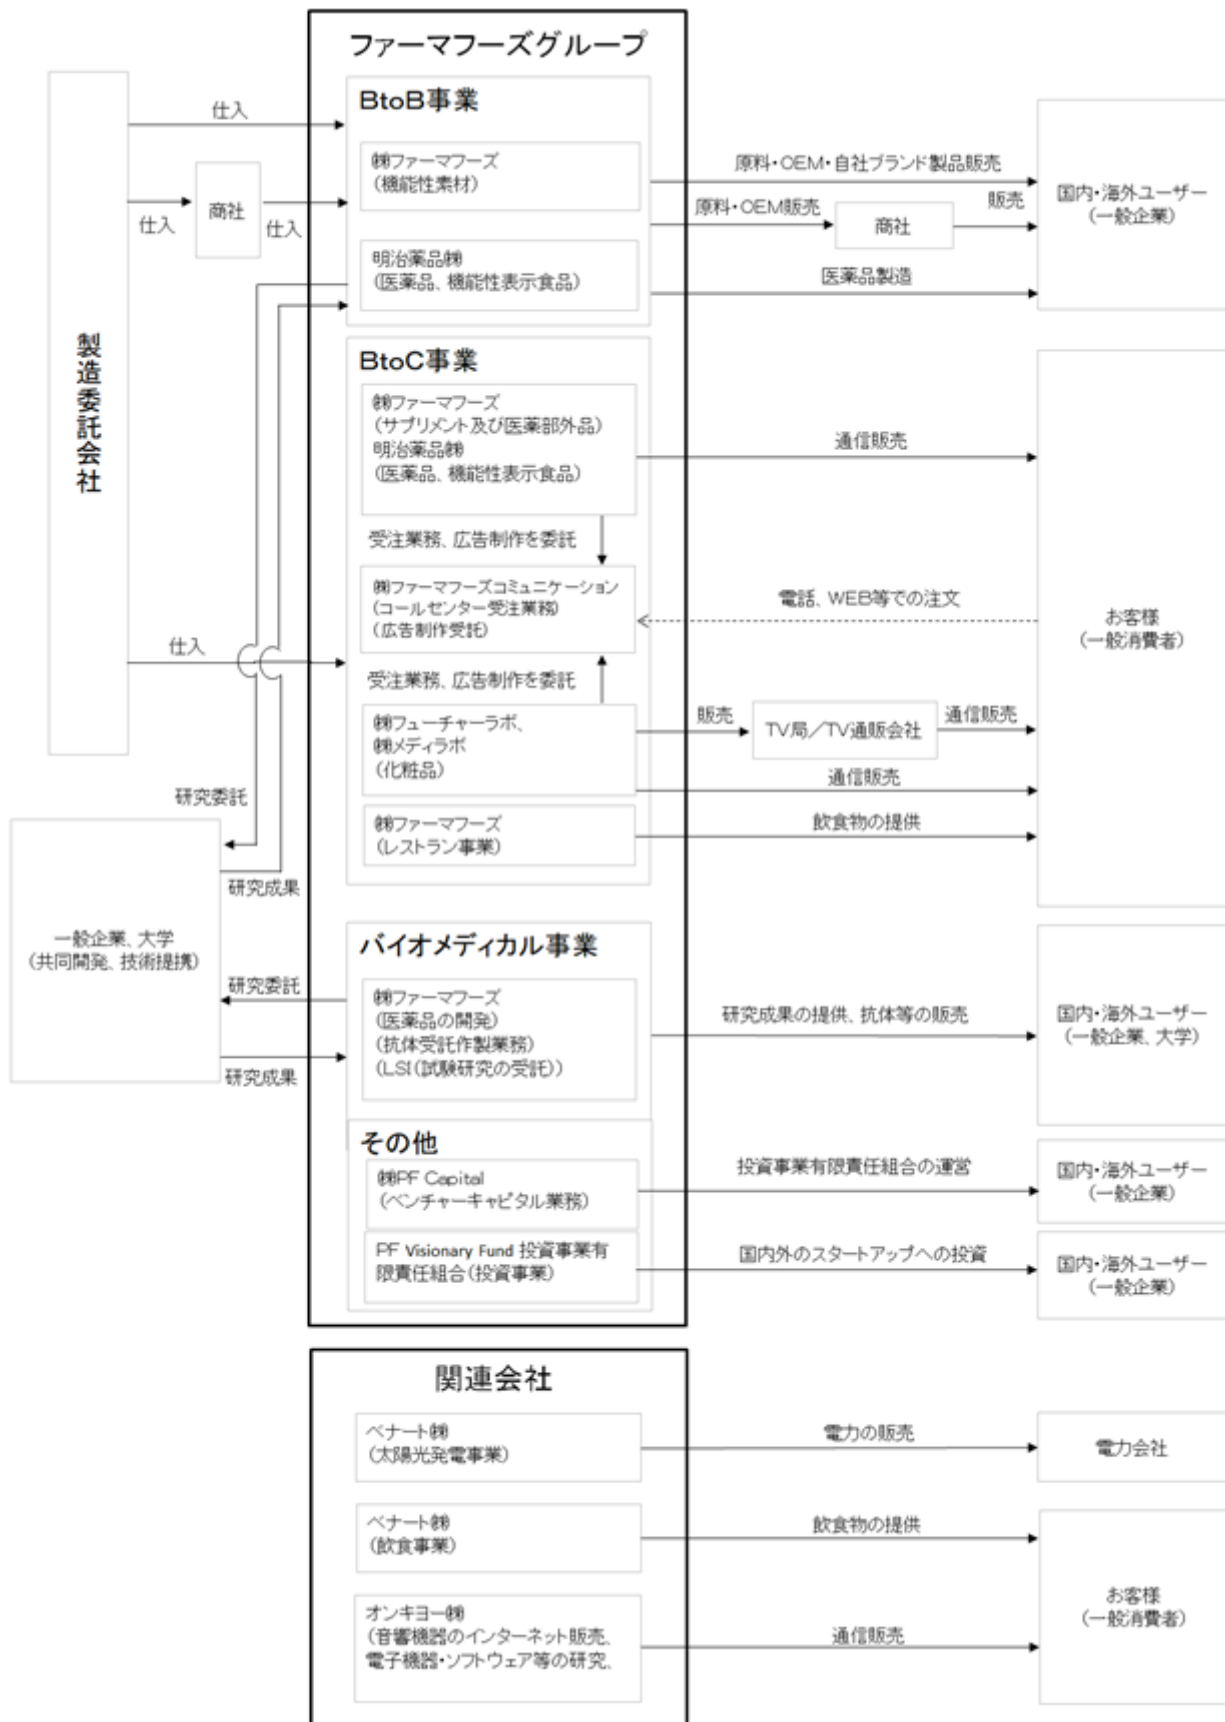 ファーマフーズグループ
BtoB事業
仕入
㈱ファーマフーズ
(機能性素材)
原料・OEM・自社ブランド製品販売
国内・海外ユーザー
(一般企業)
商社
仕入
仕入
原料・OEM販売
商社
販売
明治薬品㈱
(医薬品、機能性表示食品)
医薬品製造
製造委託会社
BtoC事業
㈱ファーマフーズ
(サプリメント及び医薬部外品)
明治薬品㈱
(医薬品、機能性表示食品)
通信販売
受注業務、広告制作を委託
㈱ファーマフーズコミュニケーション
(コールセンター受注業務)
(広告制作受託)
電話、WEB等での注文
お客様
(一般消費者)
仕入
受注業務、広告制作を委託
㈱フューチャーラボ、
㈱メディラボ
(化粧品)
販売
TV局／TV通販会社
通信販売
通信販売
研究委託
㈱ファーマフーズ
(レストラン事業)
飲食物の提供
研究成果
一般企業、大学
(共同開発、技術提携)
バイオメディカル事業
研究委託
㈱ファーマフーズ
(医薬品の開発)
(抗体受託作製業務)
(LSI(試験研究の受託))
研究成果の提供、抗体等の販売
国内・海外ユーザー
(一般企業、大学)
研究成果
その他
㈱PF Capital
(ベンチャーキャピタル業務)
投資事業有限責任組合の運営
国内・海外ユーザー
(一般企業)
PF Visionary Fund 投資事業有
限責任組合(投資事業)
国内外のスタートアップへの投資
国内・海外ユーザー
(一般企業)
関連会社
ベナート㈱
(太陽光発電事業)
電力の販売
電力会社
ベナート㈱
(飲食事業)
飲食物の提供
お客様
(一般消費者)
オンキヨー㈱
(音響機器のインターネット販売、
電子機器・ソフトウェア等の研究、
通信販売